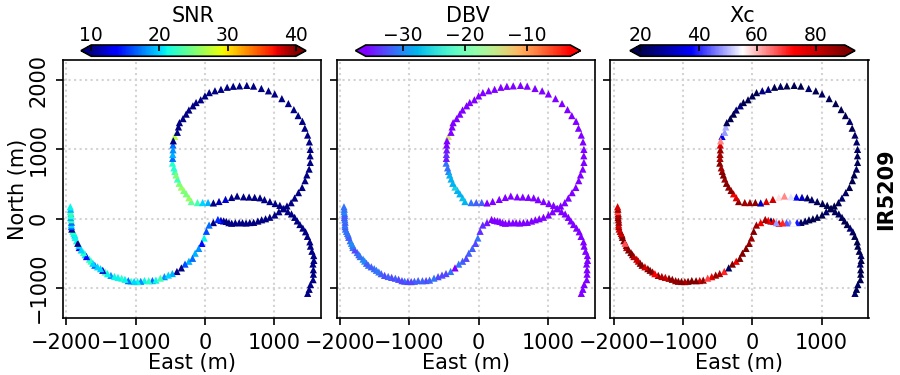 SNR DBV Xc
10 20 30 40 −30 −20 −10 20 40 60 80
2000
1000
0
−1000
North (m)
IR5209
−2000 −1000 0 1000 −2000 −1000 0 1000 −2000 −1000 0 1000
East (m) East (m) East (m)